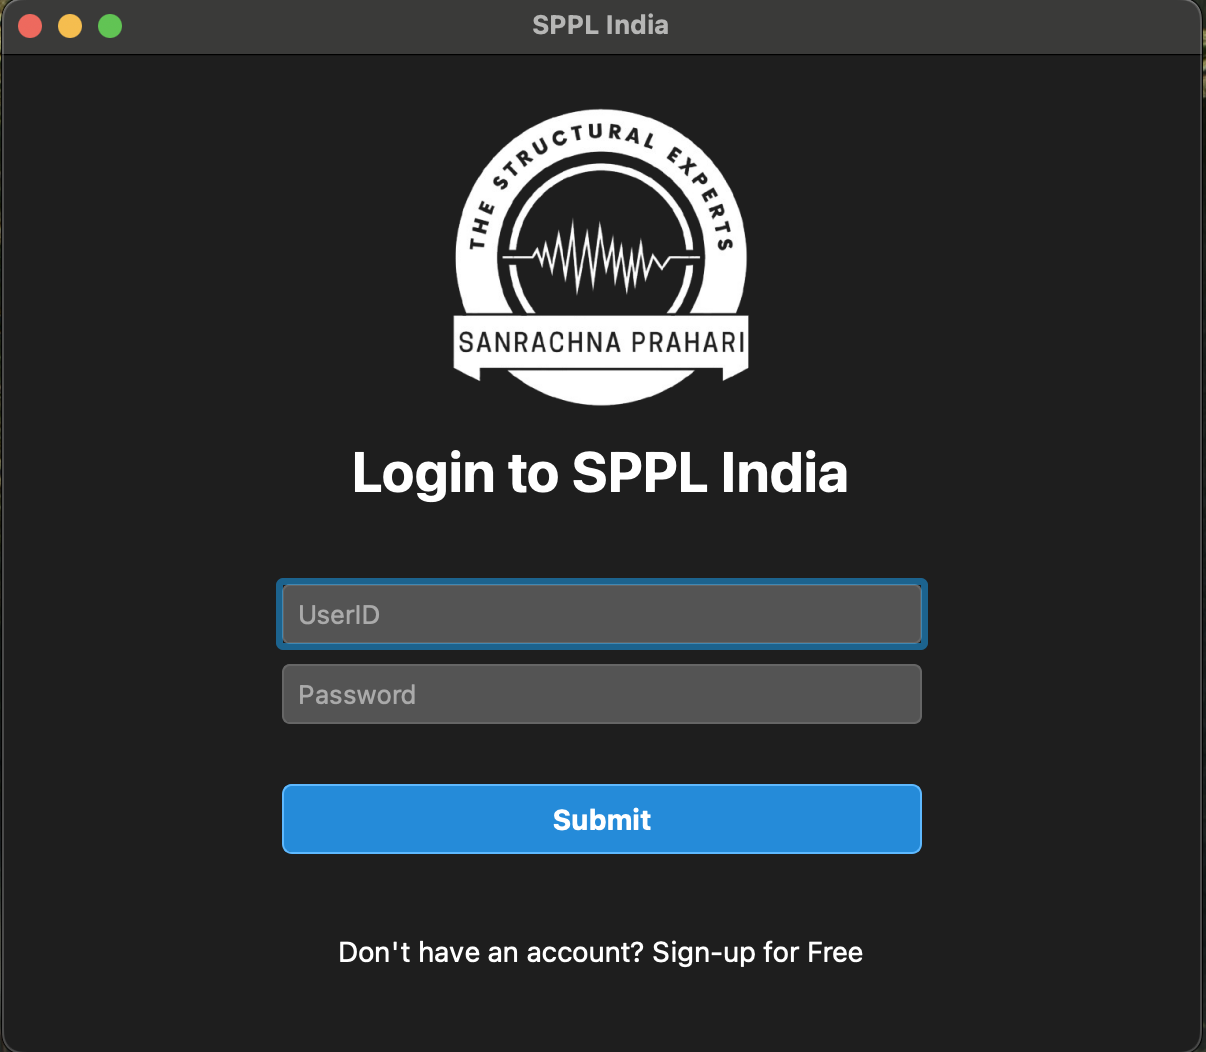 SPPL India
THE STRUCTURAL EXPERTS
SANRACHNA PRAHARI
Login to SPPL India
UserID
Password
Submit
Don't have an account? Sign-up for Free